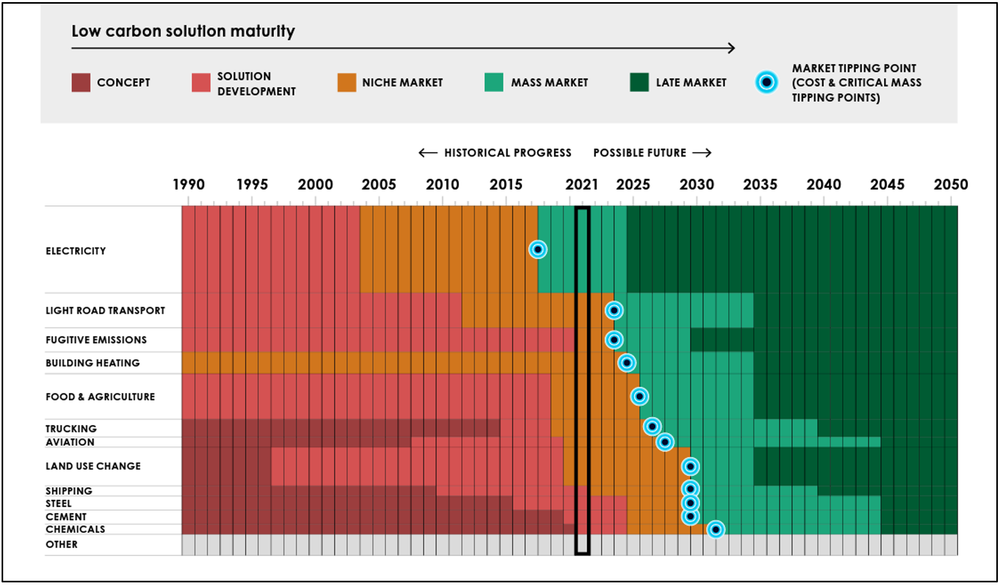 Low carbon solution maturity
CONCEPT
SOLUTION
DEVELOPMENT
NICHE MARKET
MASS MARKET
LATE MARKET
MARKET TIPPING POINT
(COST & CRITICAL MASS
TIPPING POINTS)
HISTORICAL PROGRESS POSSIBLE FUTURE
1990 1995 2000 2005 2010 2015 2021 2025 2030 2035 2040 2045 2050
ELECTRICITY
LIGHT ROAD TRANSPORT
FUGITIVE EMISSIONS
BUILDING HEATING
FOOD & AGRICULTURE
TRUCKING
AVIATION
LAND USE CHANGE
SHIPPING
STEEL
CEMENT
CHEMICALS
OTHER